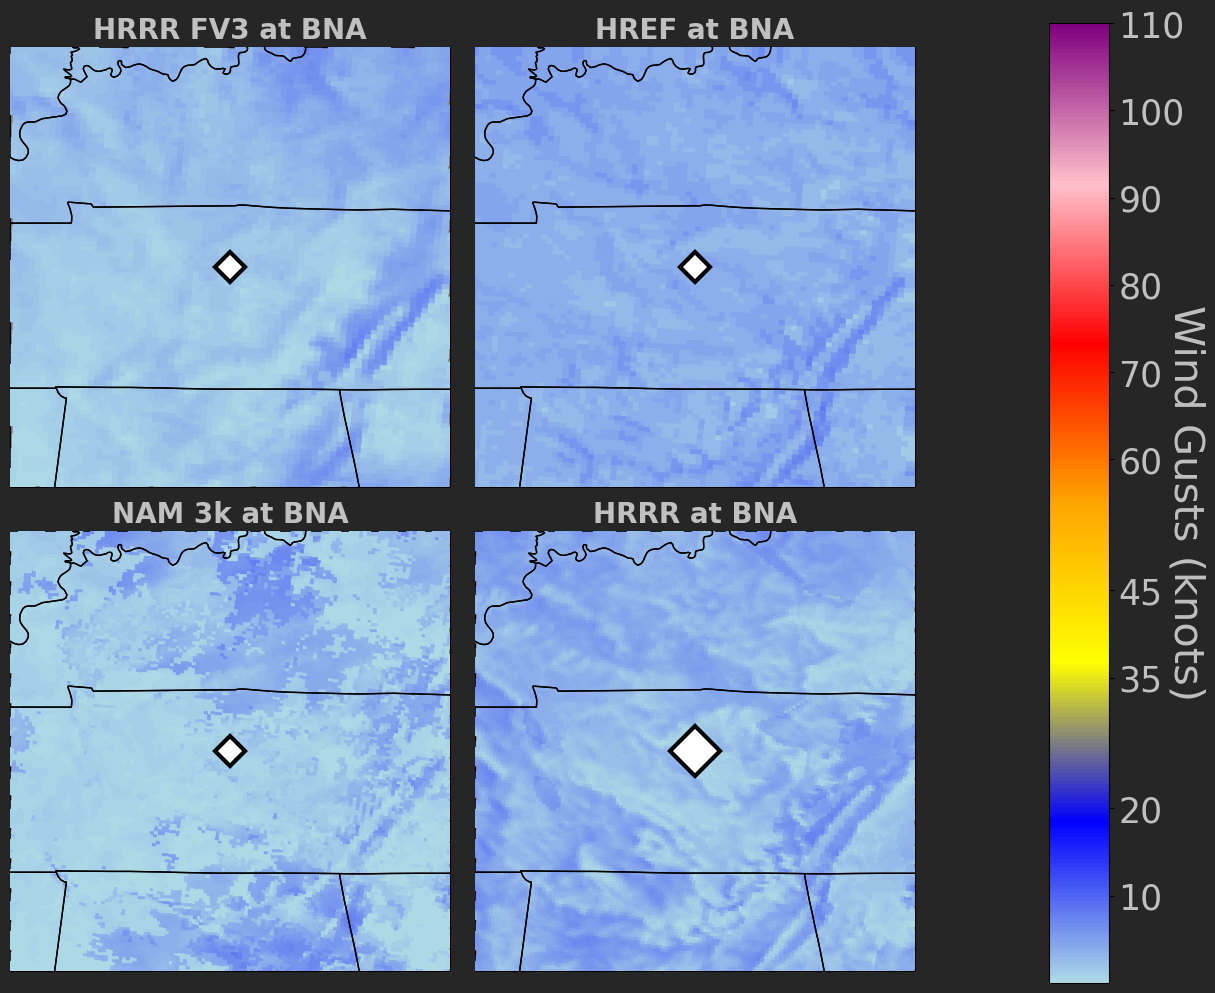 HRRR FV3 at BNA
HREF at BNA
NAM 3k at BNA
HRRR at BNA
110
100
90
80
70
60
45
35
20
10
Wind Gusts (knots)